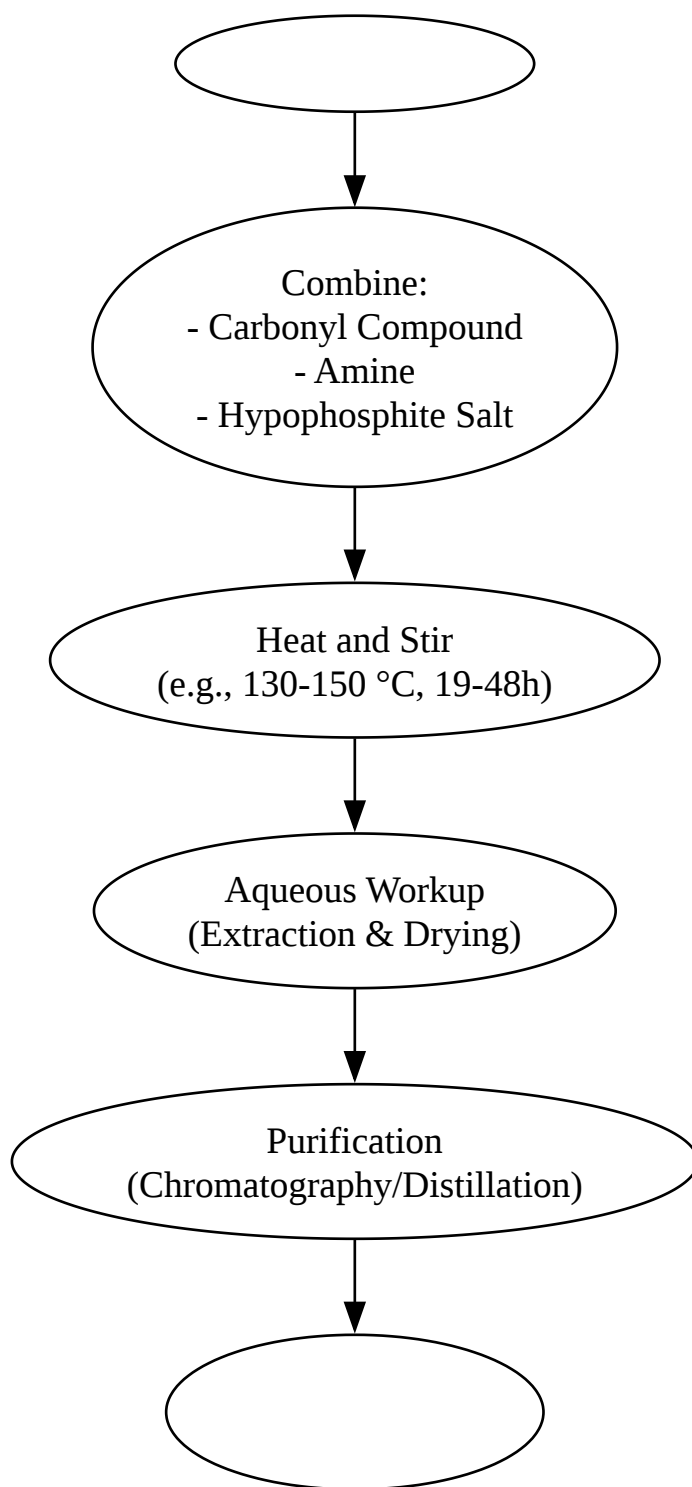 Combine:
- Carbonyl Compound
- Amine
- Hypophosphite Salt
Heat and Stir
(e.g., 130-150 °C, 19-48h)
Aqueous Workup
(Extraction & Drying)
Purification
(Chromatography/Distillation)